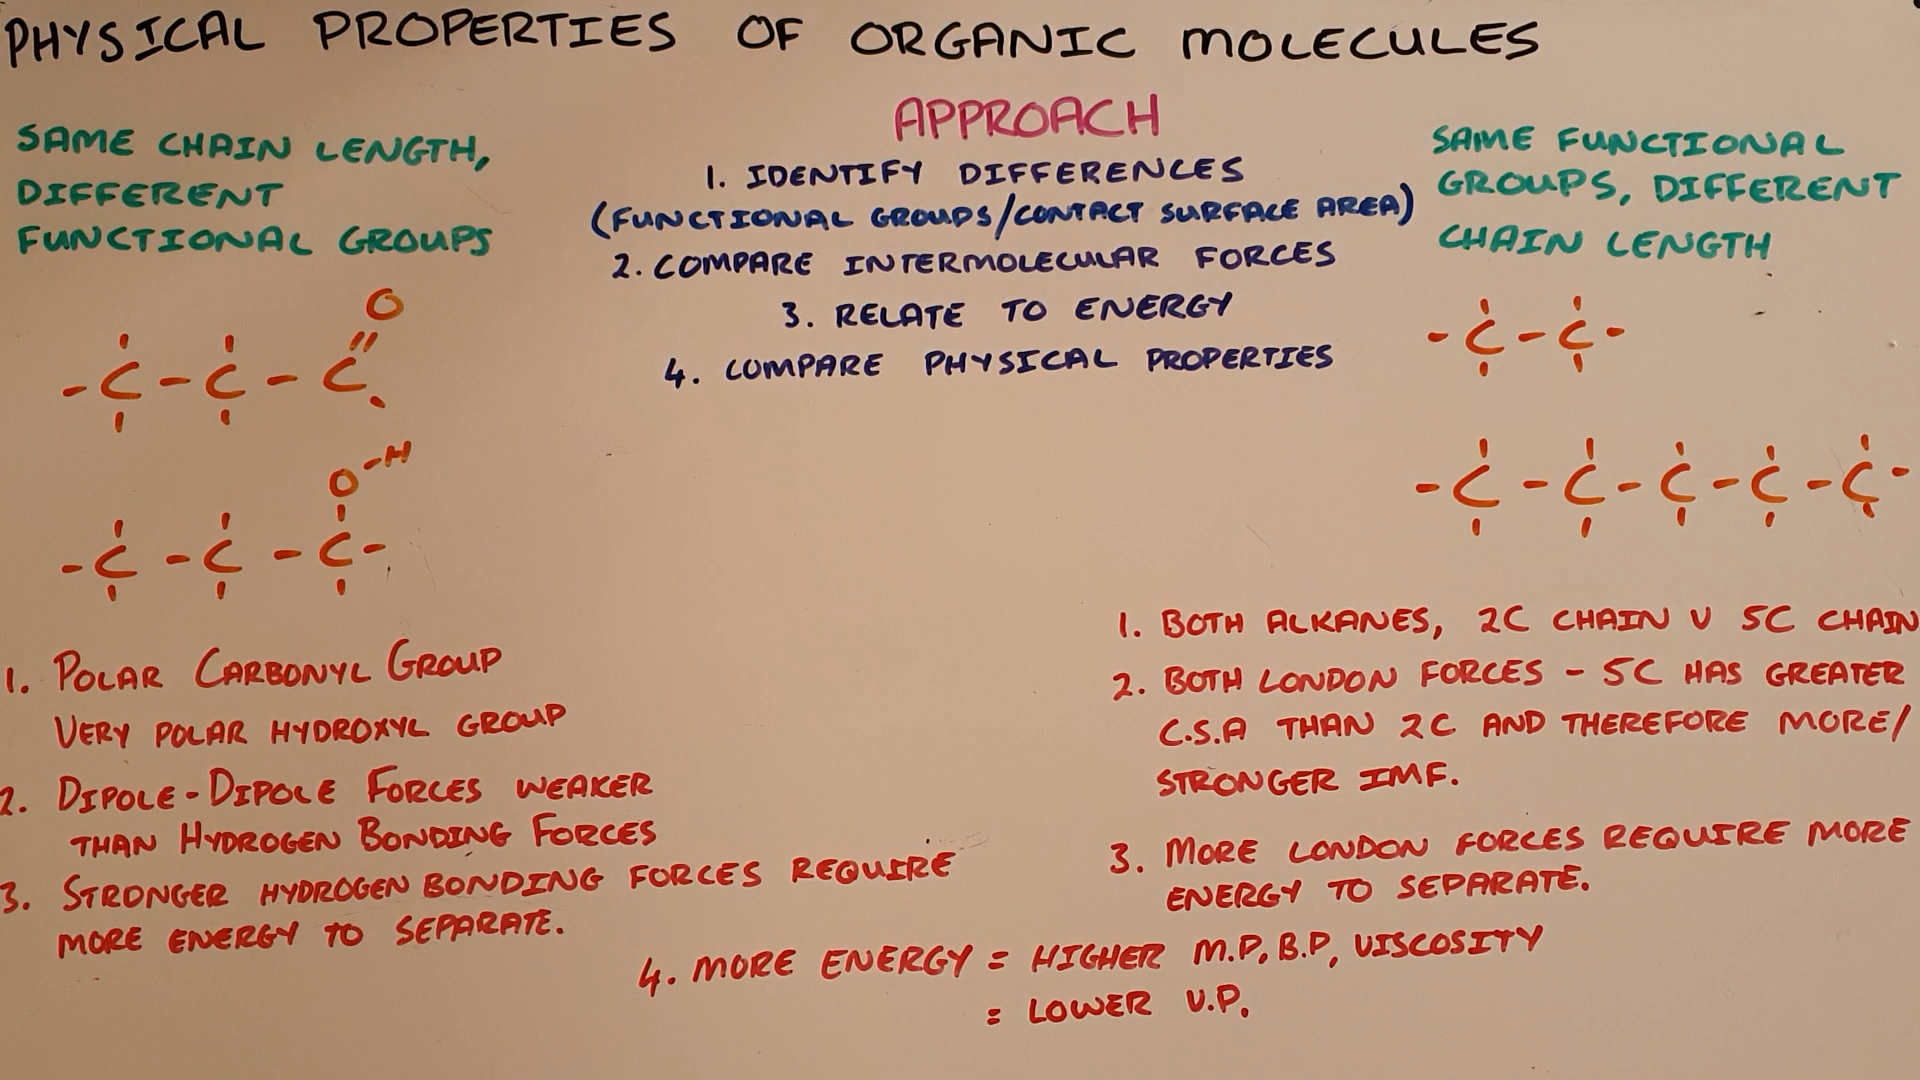 PHYSICAL PROPERTIES OF ORGANIC MOLECULES
SAME CHAIN LENGTH,
DIFFERENT
FUNCTIONAL GROUPS
O
C - C - C
O-H
- C - C - C -
1. POLAR CARBONYL GROUP
VERY POLAR HYDROXYL GROUP
2. DIPOLE-DIPOLE FORCES WEAKER
THAN HYDROGEN BONDING FORCES
3. STRONGER HYDROGEN BONDING FORCES REQUIRE
MORE ENERGY TO SEPARATE.
APPROACH
1. IDENTIFY DIFFERENCES
(FUNCTIONAL GROUPS/CONTACT SURFACE AREA)
2. COMPARE INTERMOLECULAR FORCES
3. RELATE TO ENERGY
4. COMPARE PHYSICAL PROPERTIES
SAME FUNCTIONAL
GROUPS, DIFFERENT
CHAIN LENGTH
- C - C -
- C - C - C - C - C -
1. BOTH ALKANES, 2C CHAIN V 5C CHAIN
2. BOTH LONDON FORCES - 5C HAS GREATER
C.S.A THAN 2C AND THEREFORE MORE/
STRONGER IMF.
3. MORE LONDON FORCES REQUIRE MORE
ENERGY TO SEPARATE.
4. MORE ENERGY = HIGHER M.P, B.P, VISCOSITY
= LOWER V.P.